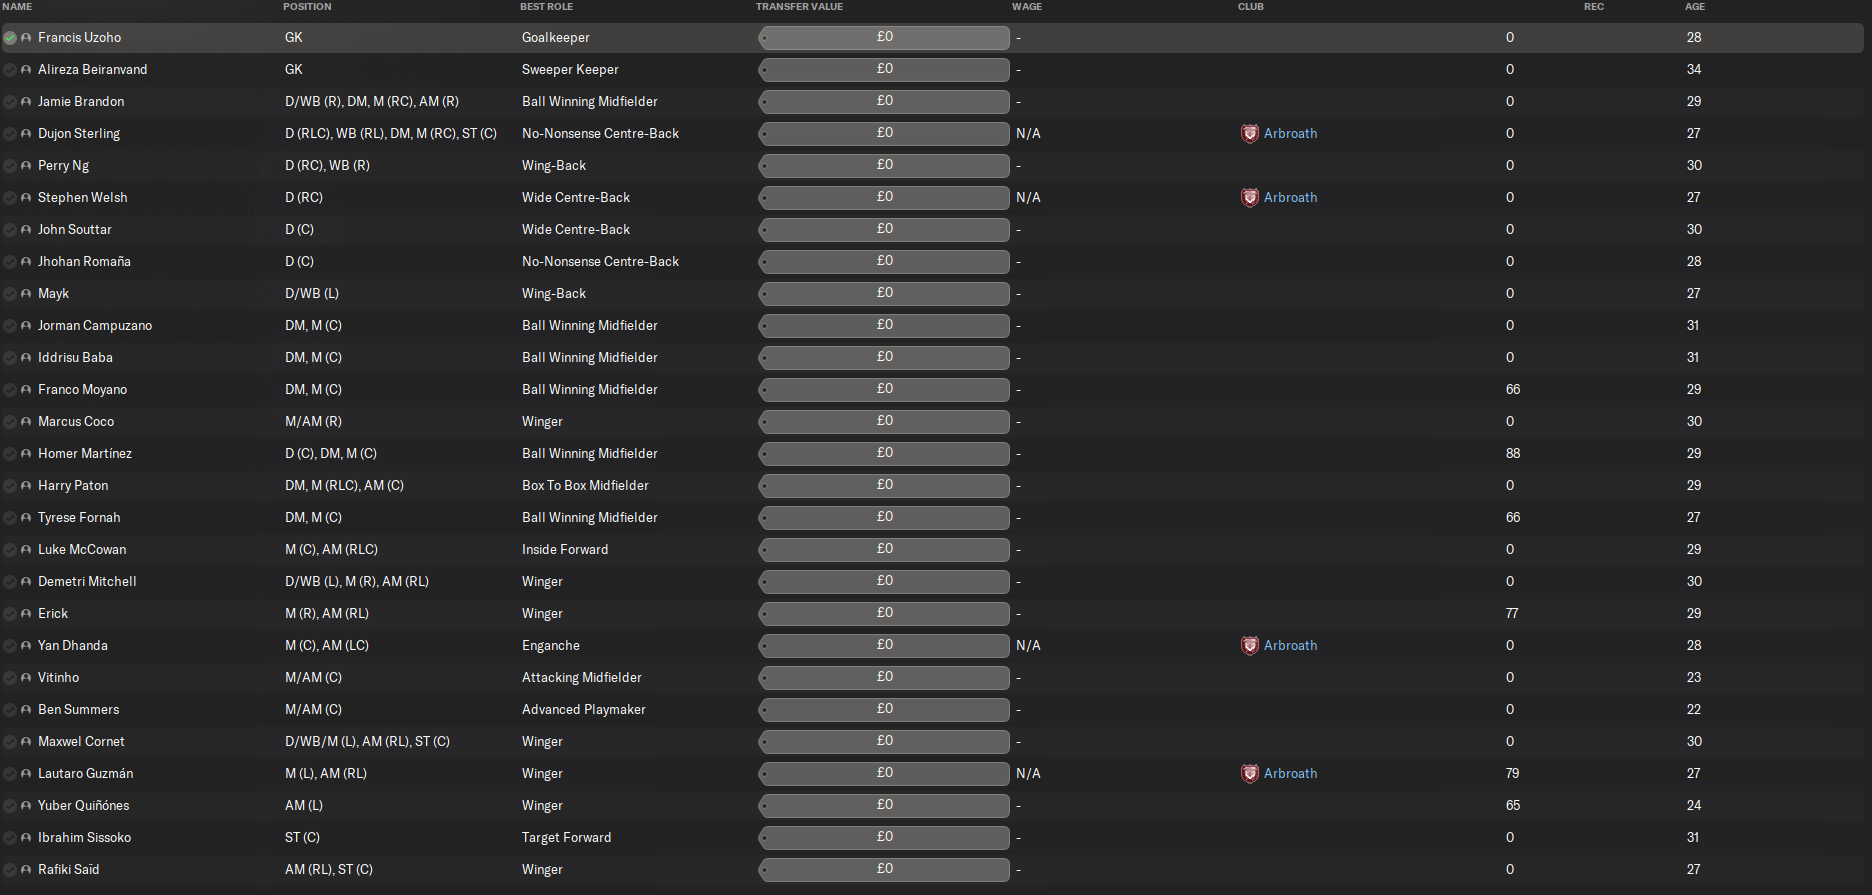 NAME POSITION BEST ROLE TRANSFER VALUE WAGE CLUB REC AGE
Francis Uzoho GK Goalkeeper £0 - 0 28
Alireza Beiranvand GK Sweeper Keeper £0 - 0 34
Jamie Brandon D/WB (R), DM, M (RC), AM (R) Ball Winning Midfielder £0 - 0 29
Dujon Sterling D (RLC), WB (RL), DM, M (RC), ST (C) No-Nonsense Centre-Back £0 N/A Arbroath 0 27
Perry Ng D (RC), WB (R) Wing-Back £0 - 0 30
Stephen Welsh D (RC) Wide Centre-Back £0 N/A Arbroath 0 27
John Souttar D (C) Wide Centre-Back £0 - 0 30
Jhohan Romaña D (C) No-Nonsense Centre-Back £0 - 0 28
Mayk D/WB (L) Wing-Back £0 - 0 27
Jorman Campuzano DM, M (C) Ball Winning Midfielder £0 - 0 31
Iddrisu Baba DM, M (C) Ball Winning Midfielder £0 - 0 31
Franco Moyano DM, M (C) Ball Winning Midfielder £0 - 66 29
Marcus Coco M/AM (R) Winger £0 - 0 30
Homer Martínez D (C), DM, M (C) Ball Winning Midfielder £0 - 88 29
Harry Paton DM, M (RLC), AM (C) Box To Box Midfielder £0 - 0 29
Tyrese Fornah DM, M (C) Ball Winning Midfielder £0 - 66 27
Luke McCowan M (C), AM (RLC) Inside Forward £0 - 0 29
Demetri Mitchell D/WB (L), M (R), AM (RL) Winger £0 - 0 30
Erick M (R), AM (RL) Winger £0 - 77 29
Yan Dhanda M (C), AM (LC) Enganche £0 N/A Arbroath 0 28
Vitinho M/AM (C) Attacking Midfielder £0 - 0 23
Ben Summers M/AM (C) Advanced Playmaker £0 - 0 22
Maxwel Cornet D/WB/M (L), AM (RL), ST (C) Winger £0 - 0 30
Lautaro Guzmán M (L), AM (RL) Winger £0 N/A Arbroath 79 27
Yuber Quiñónes AM (L) Winger £0 - 65 24
Ibrahim Sissoko ST (C) Target Forward £0 - 0 31
Rafiki Saïd AM (RL), ST (C) Winger £0 - 0 27